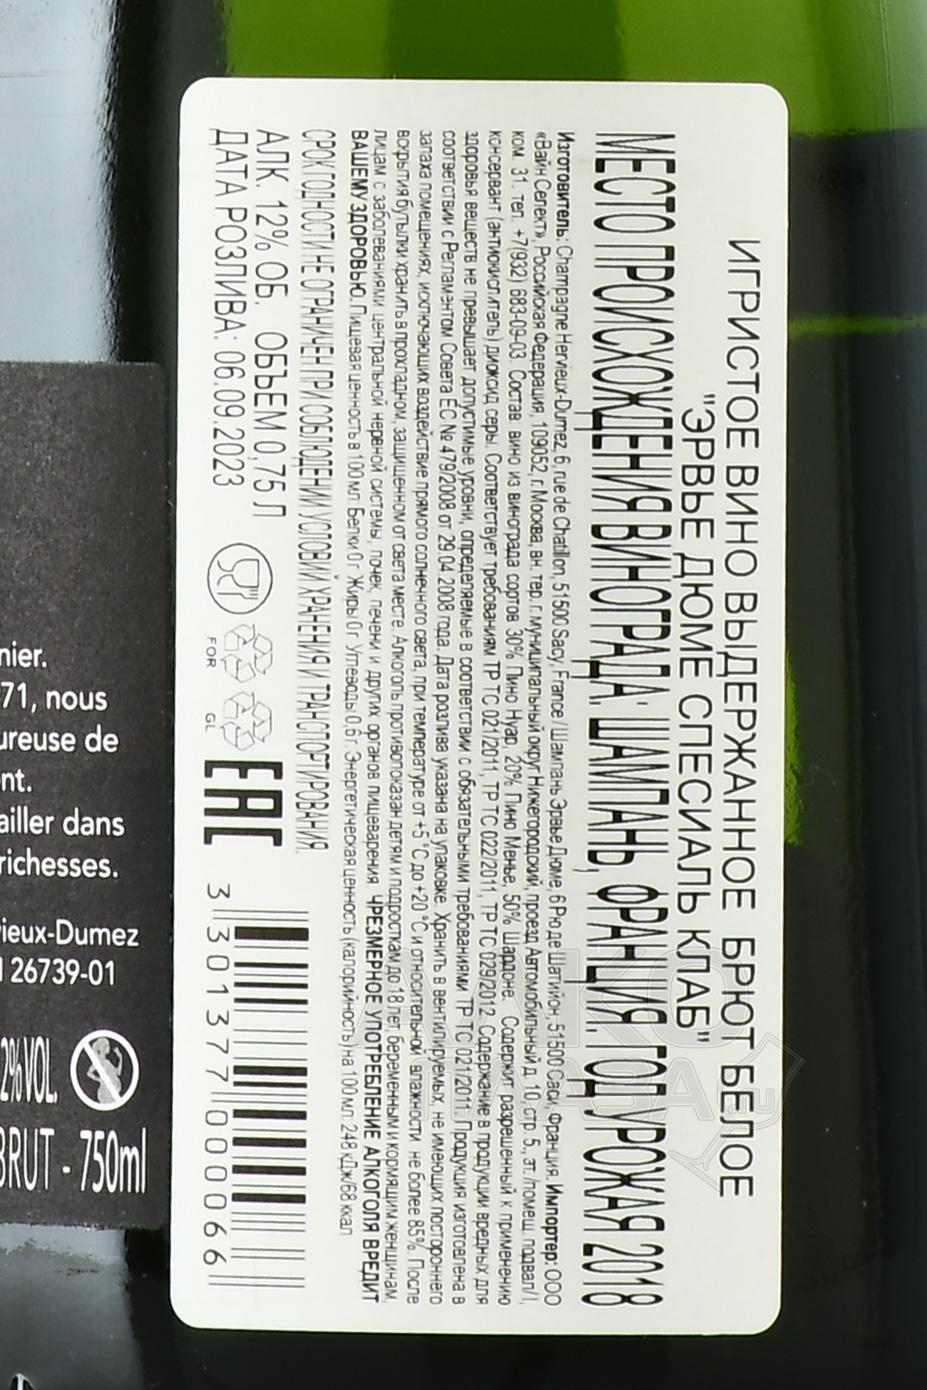 ИГРИСТОЕ ВИНО ВЫДЕРЖАННОЕ БРЮТ БЕЛОЕ
"ЭРВЬЕ ДЮМЕ СПЕСИАЛЬ КЛАБ"
МЕСТО ПРОИСХОЖДЕНИЯ ВИНОГРАДА: ШАМПАНЬ, ФРАНЦИЯ. ГОД УРОЖАЯ 2018
Изготовитель: Champagne Hervieux-Dumez, 6, rue de Chatillon, 51500 Sacy, France / Шампань Эрвье Дюме, 6 Рю де Шатийон, 51500 Саси, Франция. Импортер: ООО
«Вайн Селект», Российская Федерация, 109052, г. Москва, вн. тер. г. муниципальный округ Нижегородский, проезд Автомобильный, д. 10, стр. 5, эт./помещ. подвал/I,
ком. 31. тел. +7(932) 683-09-03. Состав: вино из винограда сортов: 30% Пино Нуар, 20% Пино Менье, 50% Шардоне. Содержит разрешенный к применению
консервант (антиокислитель) диоксид серы. Соответствует требованиям ТР ТС 021/2011, ТР ТС 022/2011, ТР ТС 029/2012. Содержание в продукции вредных для
здоровья веществ не превышает допустимые уровни, определяемые в соответствии с обязательными требованиями ТР ТС 021/2011. Продукция изготовлена в
соответствии с Регламентом Совета ЕС № 479/2008 от 29.04.2008 года. Дата розлива указана на упаковке. Хранить в вентилируемых, не имеющих постороннего
запаха помещениях, исключающих воздействие прямого солнечного света, при температуре от +5 °С до +20 °С и относительной влажности не более 85%. После
вскрытия бутылки хранить в прохладном, защищенном от света месте. Алкоголь противопоказан детям и подросткам до 18 лет, беременным и кормящим женщинам,
лицам с заболеваниями центральной нервной системы, почек, печени и других органов пищеварения. ЧРЕЗМЕРНОЕ УПОТРЕБЛЕНИЕ АЛКОГОЛЯ ВРЕДИТ
ВАШЕМУ ЗДОРОВЬЮ. Пищевая ценность в 100 мл: Белки 0 г. Жиры 0 г. Углеводы 0,6 г. Энергетическая ценность (калорийность) на 100 мл: 248 кДж/68 ккал
СРОК ГОДНОСТИ НЕ ОГРАНИЧЕН ПРИ СОБЛЮДЕНИИ УСЛОВИЙ ХРАНЕНИЯ И ТРАНСПОРТИРОВАНИЯ.
АЛК. 12% ОБ. ОБЪЕМ 0,75 Л
ДАТА РОЗЛИВА: 06.09.2023
FOR GL
EAC
3 301377 000066
nier.
71, nous
ureuse de
nt.
ailler dans
richesses.
vieux-Dumez
26739-01
2%VOL.
BRUT - 750ml